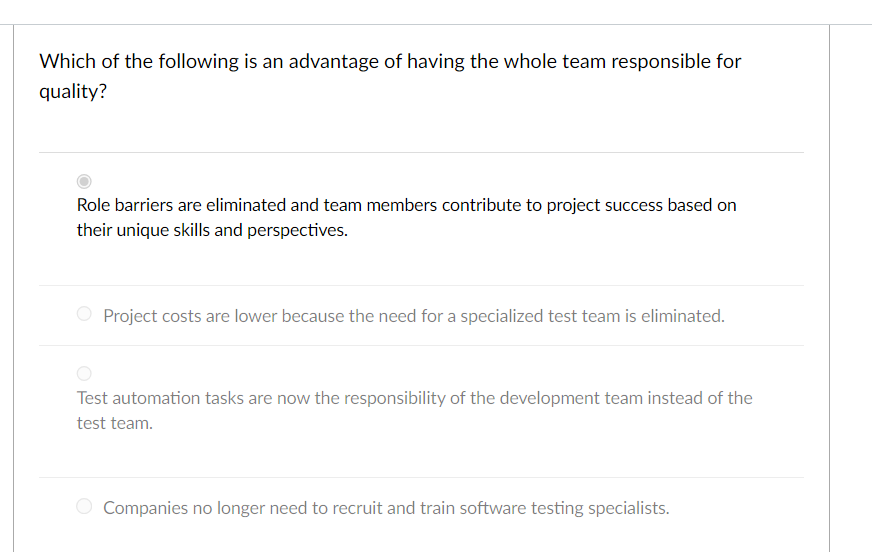 Which of the following is an advantage of having the whole team responsible for
quality?
Role barriers are eliminated and team members contribute to project success based on
their unique skills and perspectives.
Project costs are lower because the need for a specialized test team is eliminated.
Test automation tasks are now the responsibility of the development team instead of the
test team.
Companies no longer need to recruit and train software testing specialists.